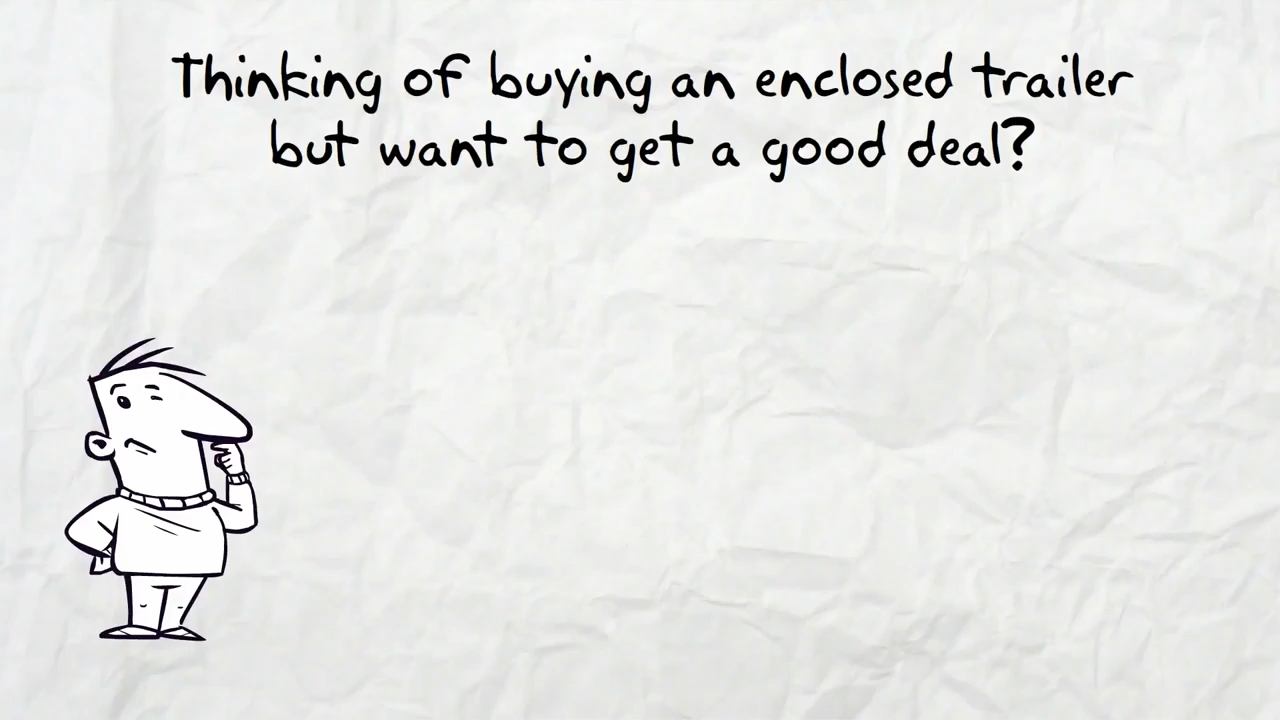 Thinking of buying an enclosed trailer
but want to get a good deal?